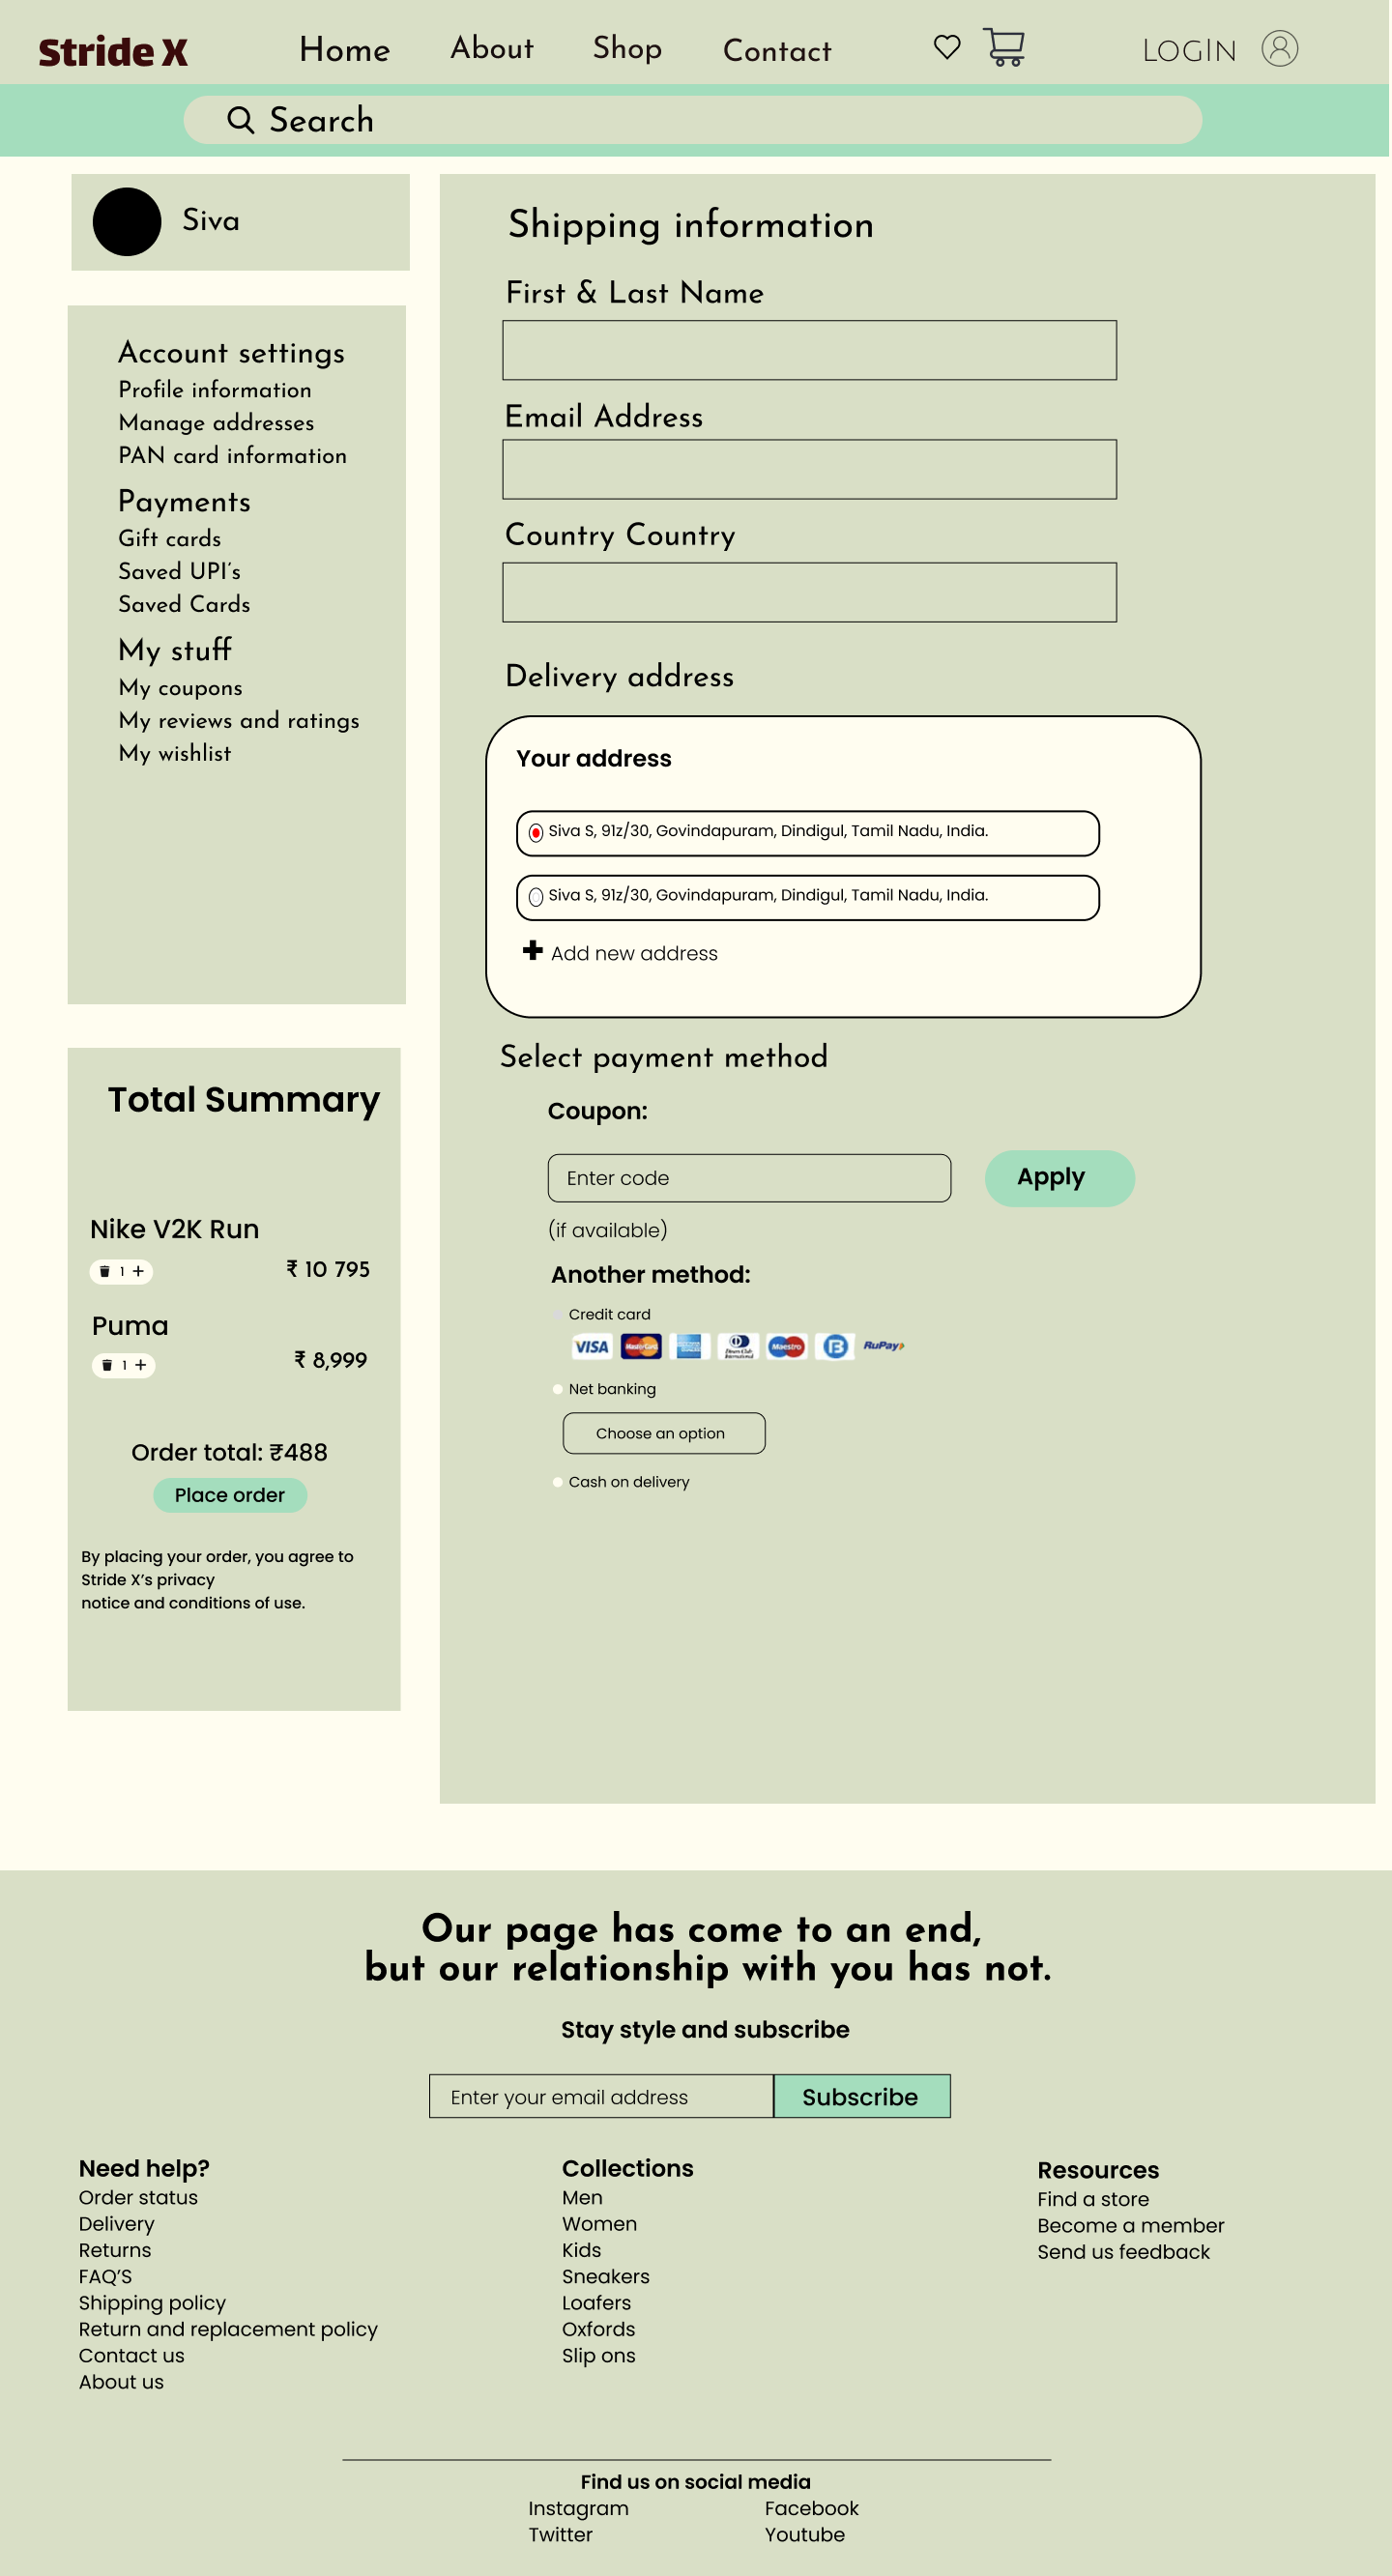 Stride X
Home
About
Shop
Contact
LOGIN
Search
Siva
Account settings
Profile information
Manage addresses
PAN card information
Payments
Gift cards
Saved UPI's
Saved Cards
My stuff
My coupons
My reviews and ratings
My wishlist
Total Summary
Nike V2K Run
1
₹ 10 795
Puma
1
₹ 8,999
Order total: ₹488
Place order
By placing your order, you agree to
Stride X's privacy
notice and conditions of use.
Shipping information
First & Last Name
Email Address
Country Country
Delivery address
Your address
Siva S, 91z/30, Govindapuram, Dindigul, Tamil Nadu, India.
Siva S, 91z/30, Govindapuram, Dindigul, Tamil Nadu, India.
Add new address
Select payment method
Coupon:
Enter code
Apply
(if available)
Another method:
Credit card
VISA
MasterCard
Diners Club
International
Maestro
RuPay
Net banking
Choose an option
Cash on delivery
Our page has come to an end,
but our relationship with you has not.
Stay style and subscribe
Enter your email address
Subscribe
Need help?
Order status
Delivery
Returns
FAQ'S
Shipping policy
Return and replacement policy
Contact us
About us
Collections
Men
Women
Kids
Sneakers
Loafers
Oxfords
Slip ons
Resources
Find a store
Become a member
Send us feedback
Find us on social media
Instagram
Facebook
Twitter
Youtube